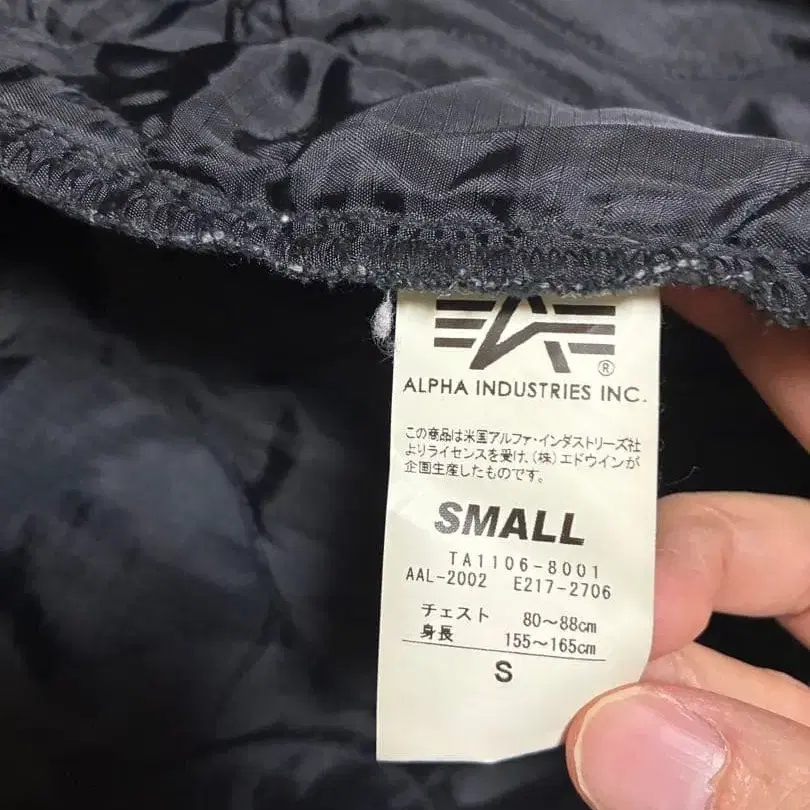 ®
ALPHA INDUSTRIES INC.
この商品は米国アルファ・インダストリーズ社
よりライセンスを受け、(株)エドウインが
企画生産したものです。
SMALL
TA1106-8001
AAL-2002 E217-2706
チェスト 80～88cm
身長 155～165cm
S